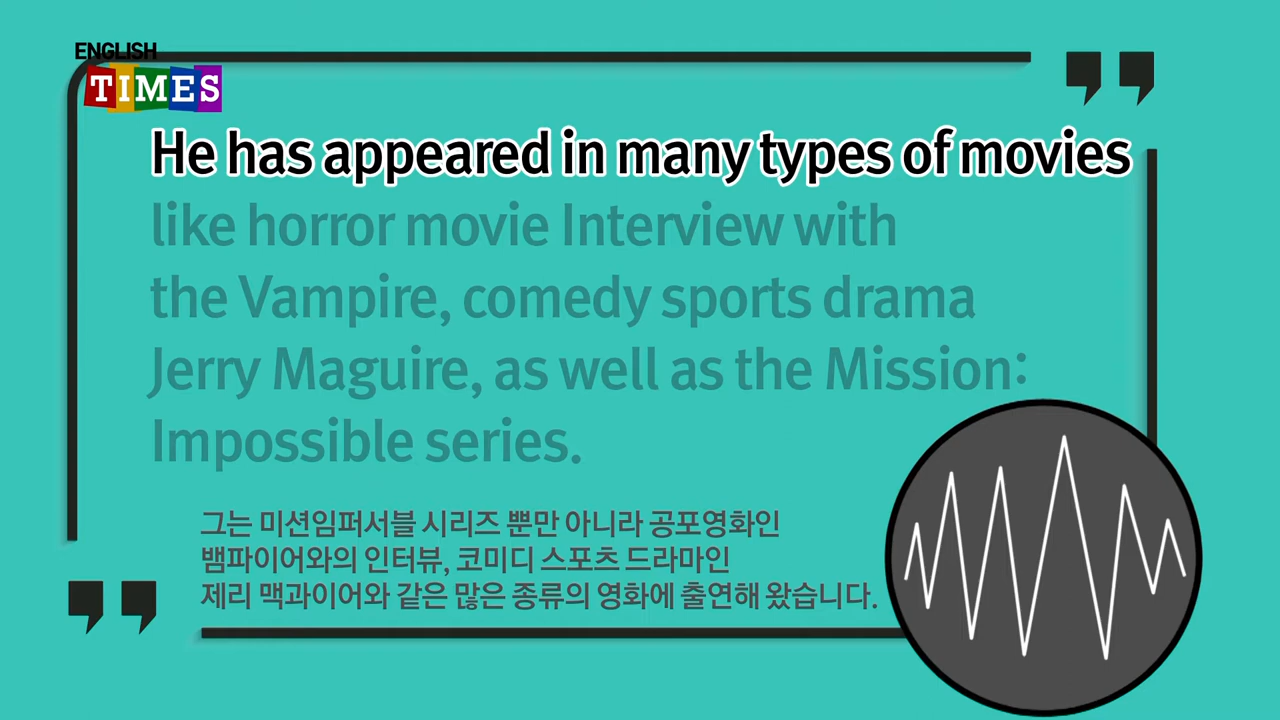 ENGLISH
TIMES
He has appeared in many types of movies
like horror movie Interview with
the Vampire, comedy sports drama
Jerry Maguire, as well as the Mission:
Impossible series.
그는 미션임퍼서블 시리즈 뿐만 아니라 공포영화인
뱀파이어와의 인터뷰, 코미디 스포츠 드라마인
제리 맥과이어와 같은 많은 종류의 영화에 출연해 왔습니다.